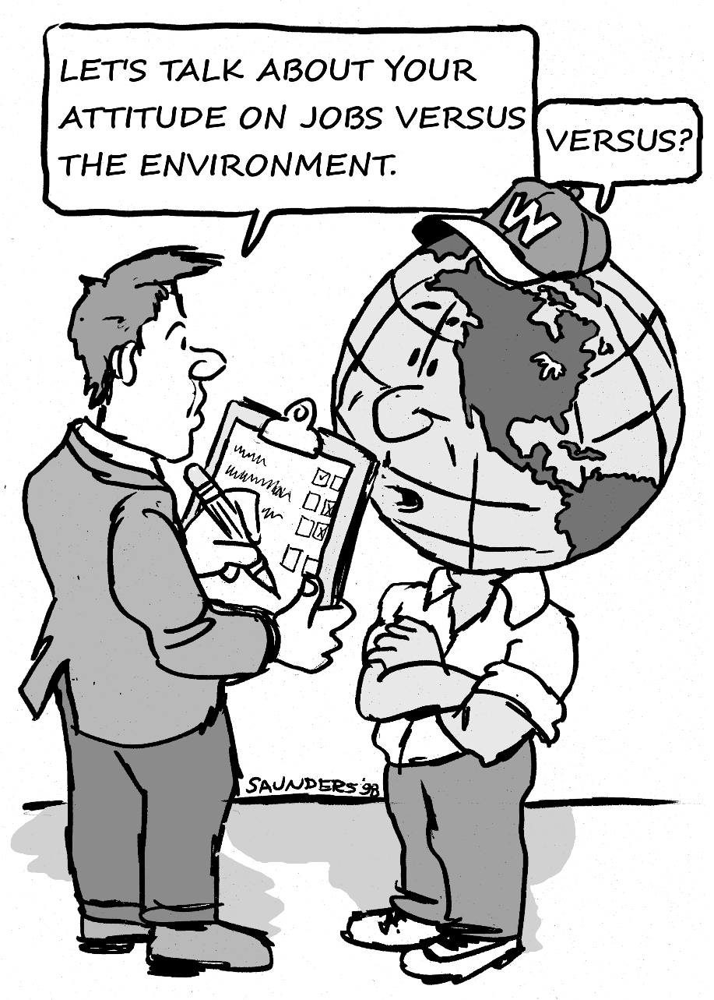 LET'S TALK ABOUT YOUR
ATTITUDE ON JOBS VERSUS
THE ENVIRONMENT.
VERSUS?
W
SAUNDERS '98